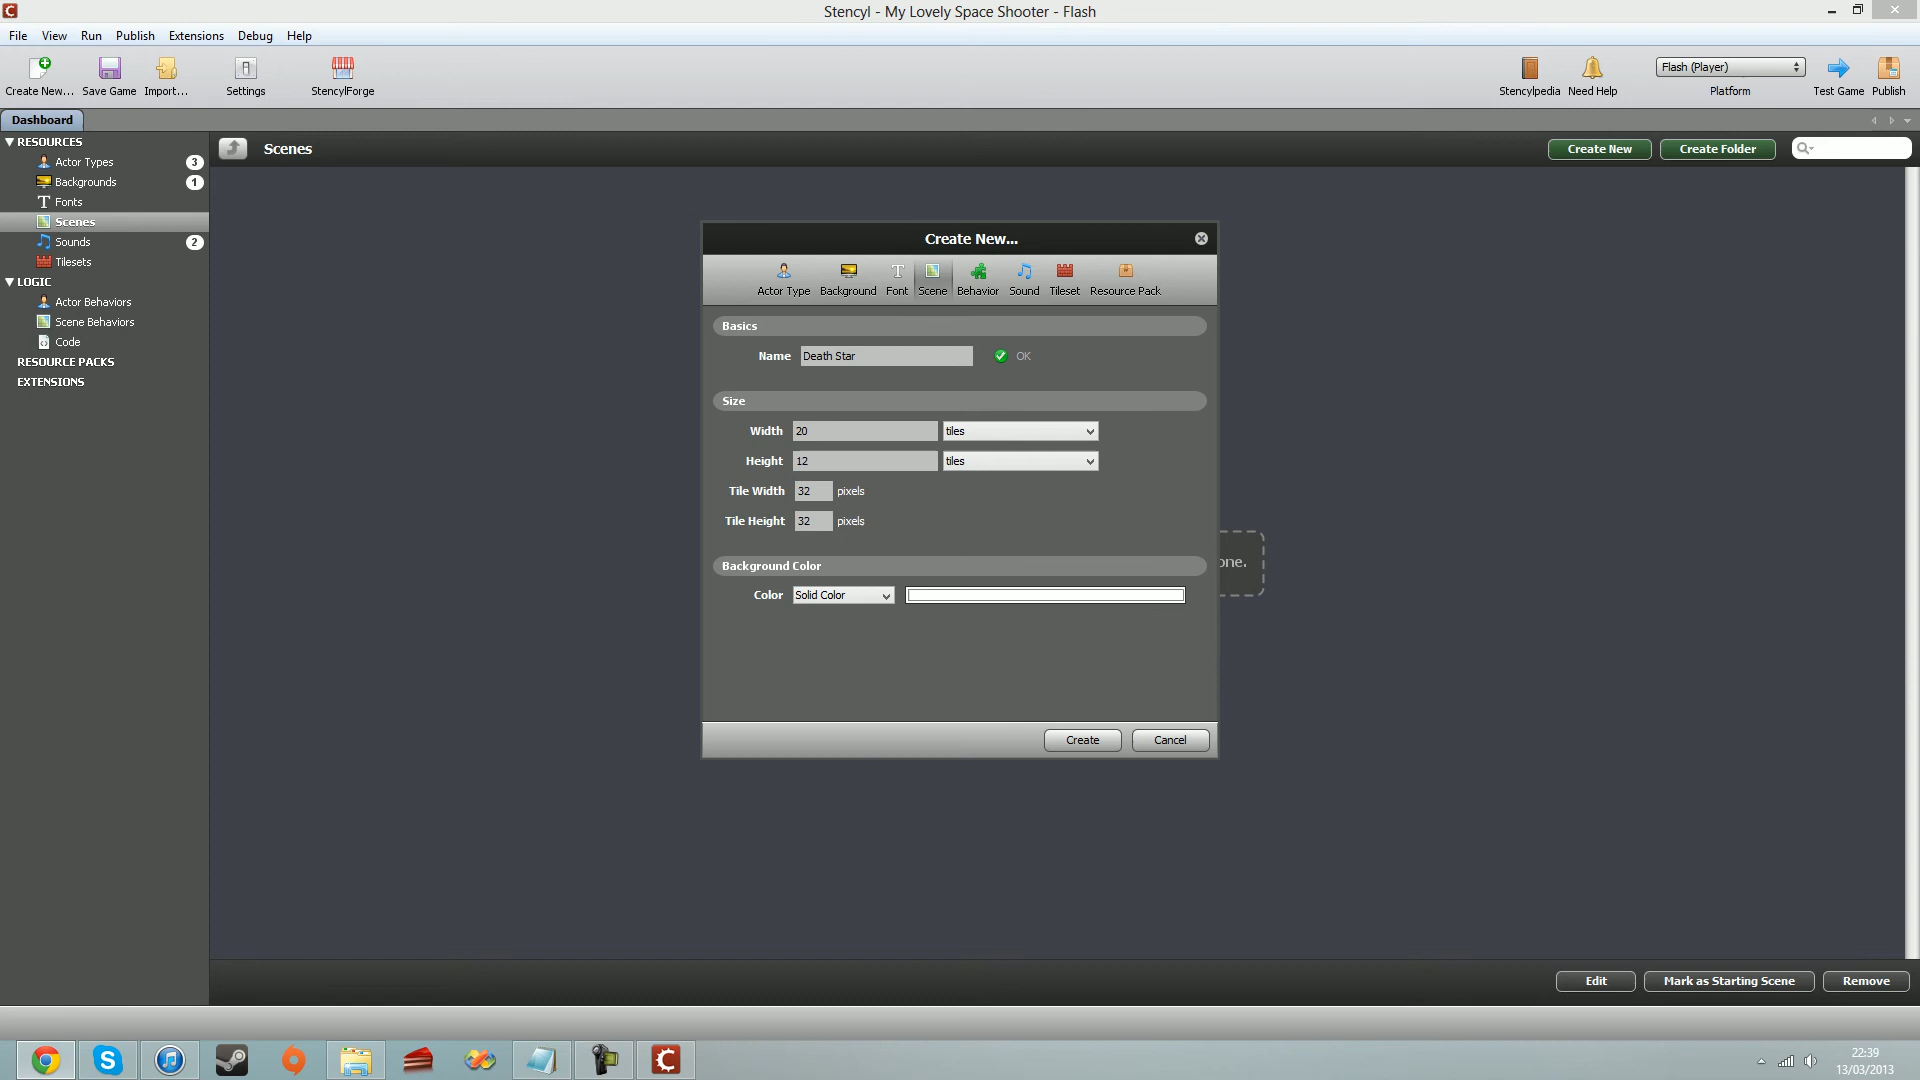 Stencyl - My Lovely Space Shooter - Flash
File View Run Publish Extensions Debug Help
Create New... Save Game Import... Settings StencylForge Stencylpedia Need Help Flash (Player) Platform Test Game Publish
Dashboard
RESOURCES
Actor Types 3
Backgrounds 1
Fonts
Scenes
Sounds 2
Tilesets
LOGIC
Actor Behaviors
Scene Behaviors
Code
RESOURCE PACKS
EXTENSIONS
Scenes Create New Create Folder
Create New...
Actor Type Background Font Scene Behavior Sound Tileset Resource Pack
Basics
Name Death Star OK
Size
Width 20 tiles
Height 12 tiles
Tile Width 32 pixels
Tile Height 32 pixels
one.
Background Color
Color Solid Color
Create Cancel
Edit Mark as Starting Scene Remove
22:39
13/03/2013